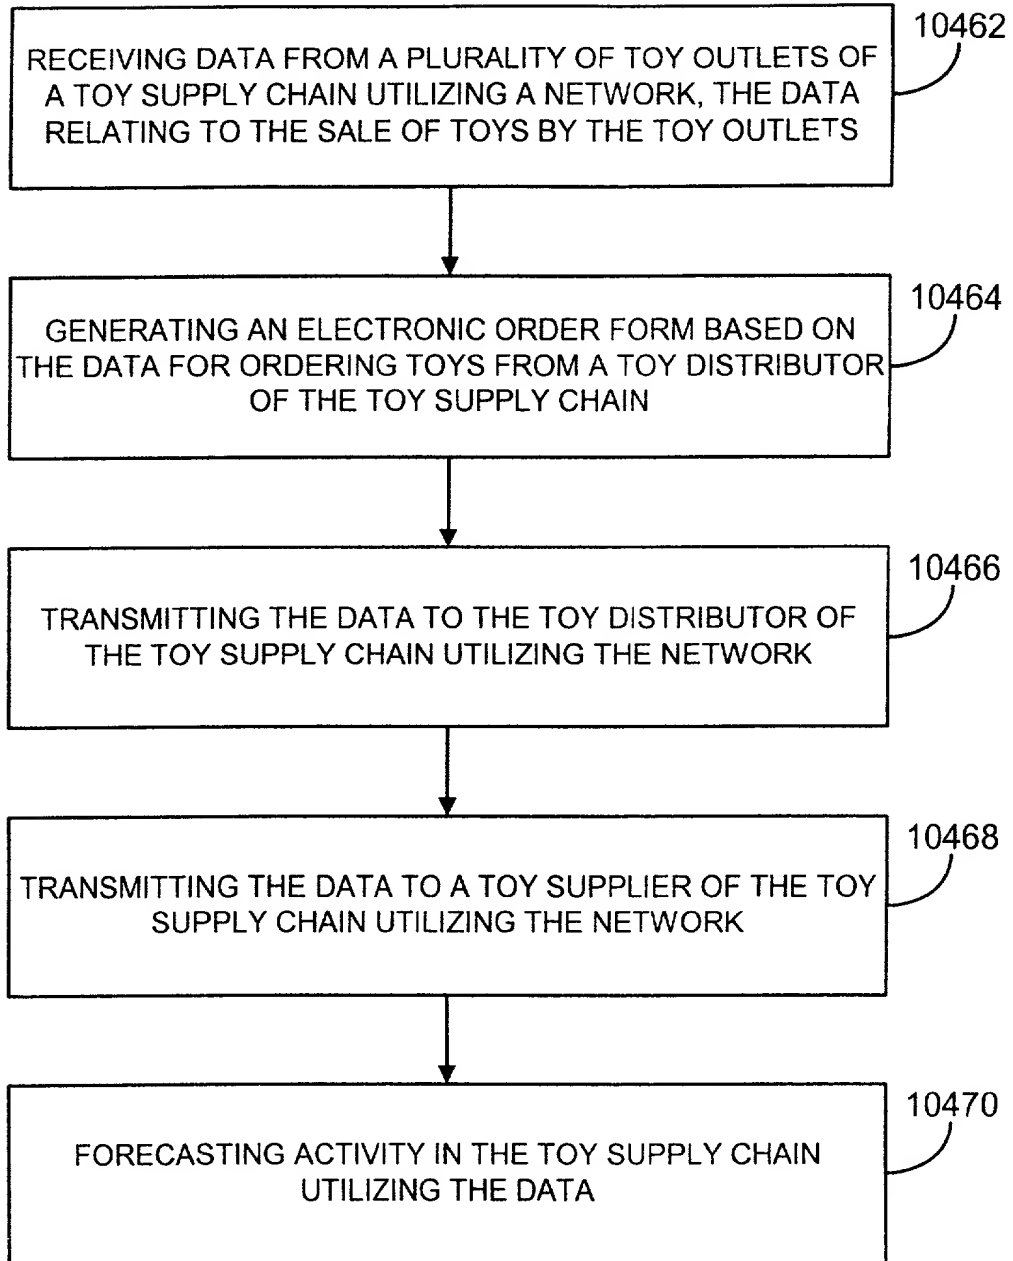 10462
RECEIVING DATA FROM A PLURALITY OF TOY OUTLETS OF
A TOY SUPPLY CHAIN UTILIZING A NETWORK, THE DATA
RELATING TO THE SALE OF TOYS BY THE TOY OUTLETS
10464
GENERATING AN ELECTRONIC ORDER FORM BASED ON
THE DATA FOR ORDERING TOYS FROM A TOY DISTRIBUTOR
OF THE TOY SUPPLY CHAIN
10466
TRANSMITTING THE DATA TO THE TOY DISTRIBUTOR OF
THE TOY SUPPLY CHAIN UTILIZING THE NETWORK
10468
TRANSMITTING THE DATA TO A TOY SUPPLIER OF THE TOY
SUPPLY CHAIN UTILIZING THE NETWORK
10470
FORECASTING ACTIVITY IN THE TOY SUPPLY CHAIN
UTILIZING THE DATA